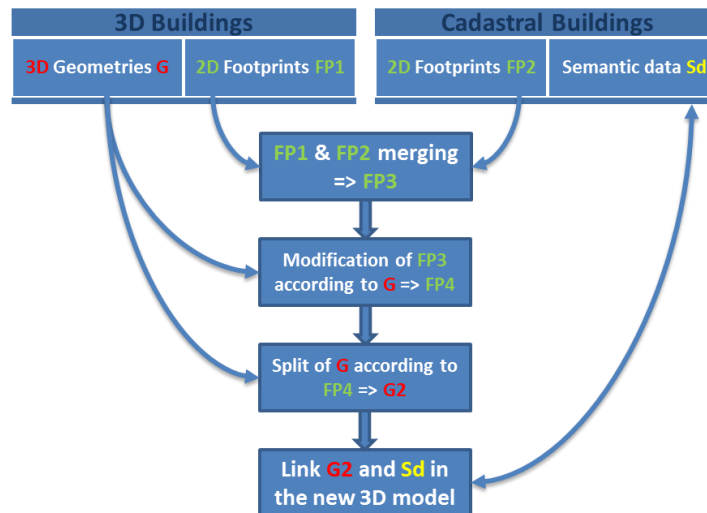 3D Buildings
Cadastral Buildings
3D Geometries G
2D Footprints FP1
2D Footprints FP2
Semantic data Sd
FP1 & FP2 merging
=> FP3
Modification of FP3
according to G => FP4
Split of G according to
FP4 => G2
Link G2 and Sd in
the new 3D model